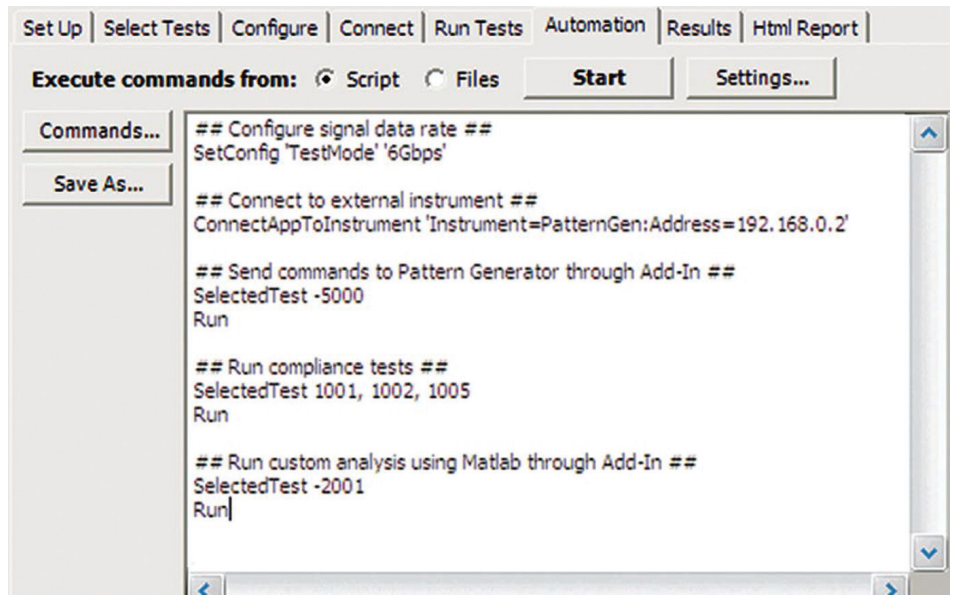 Set Up Select Tests Configure Connect Run Tests Automation Results Html Report
Execute commands from: Script Files Start Settings...
Commands...
Save As...
## Configure signal data rate ##
SetConfig 'TestMode' '6Gbps'
## Connect to external instrument ##
ConnectAppToInstrument 'Instrument=PatternGen:Address=192.168.0.2'
## Send commands to Pattern Generator through Add-In ##
SelectedTest -5000
Run
## Run compliance tests ##
SelectedTest 1001, 1002, 1005
Run
## Run custom analysis using Matlab through Add-In ##
SelectedTest -2001
Run